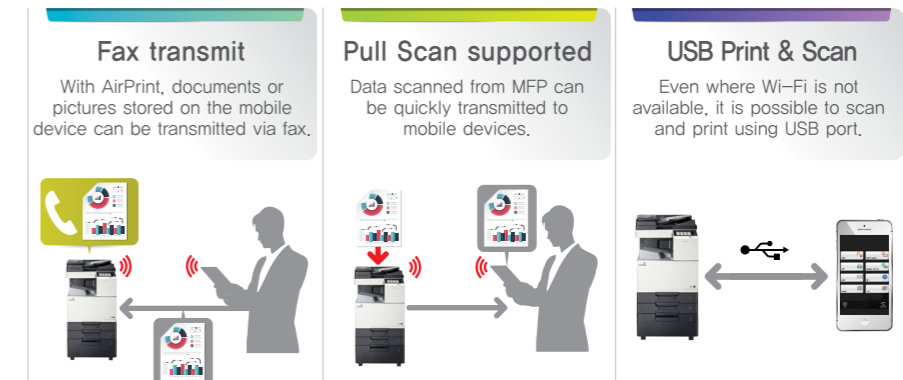 Fax transmit
With AirPrint, documents or
pictures stored on the mobile
device can be transmitted via fax.
Pull Scan supported
Data scanned from MFP can
be quickly transmitted to
mobile devices.
USB Print & Scan
Even where Wi-Fi is not
available, it is possible to scan
and print using USB port.